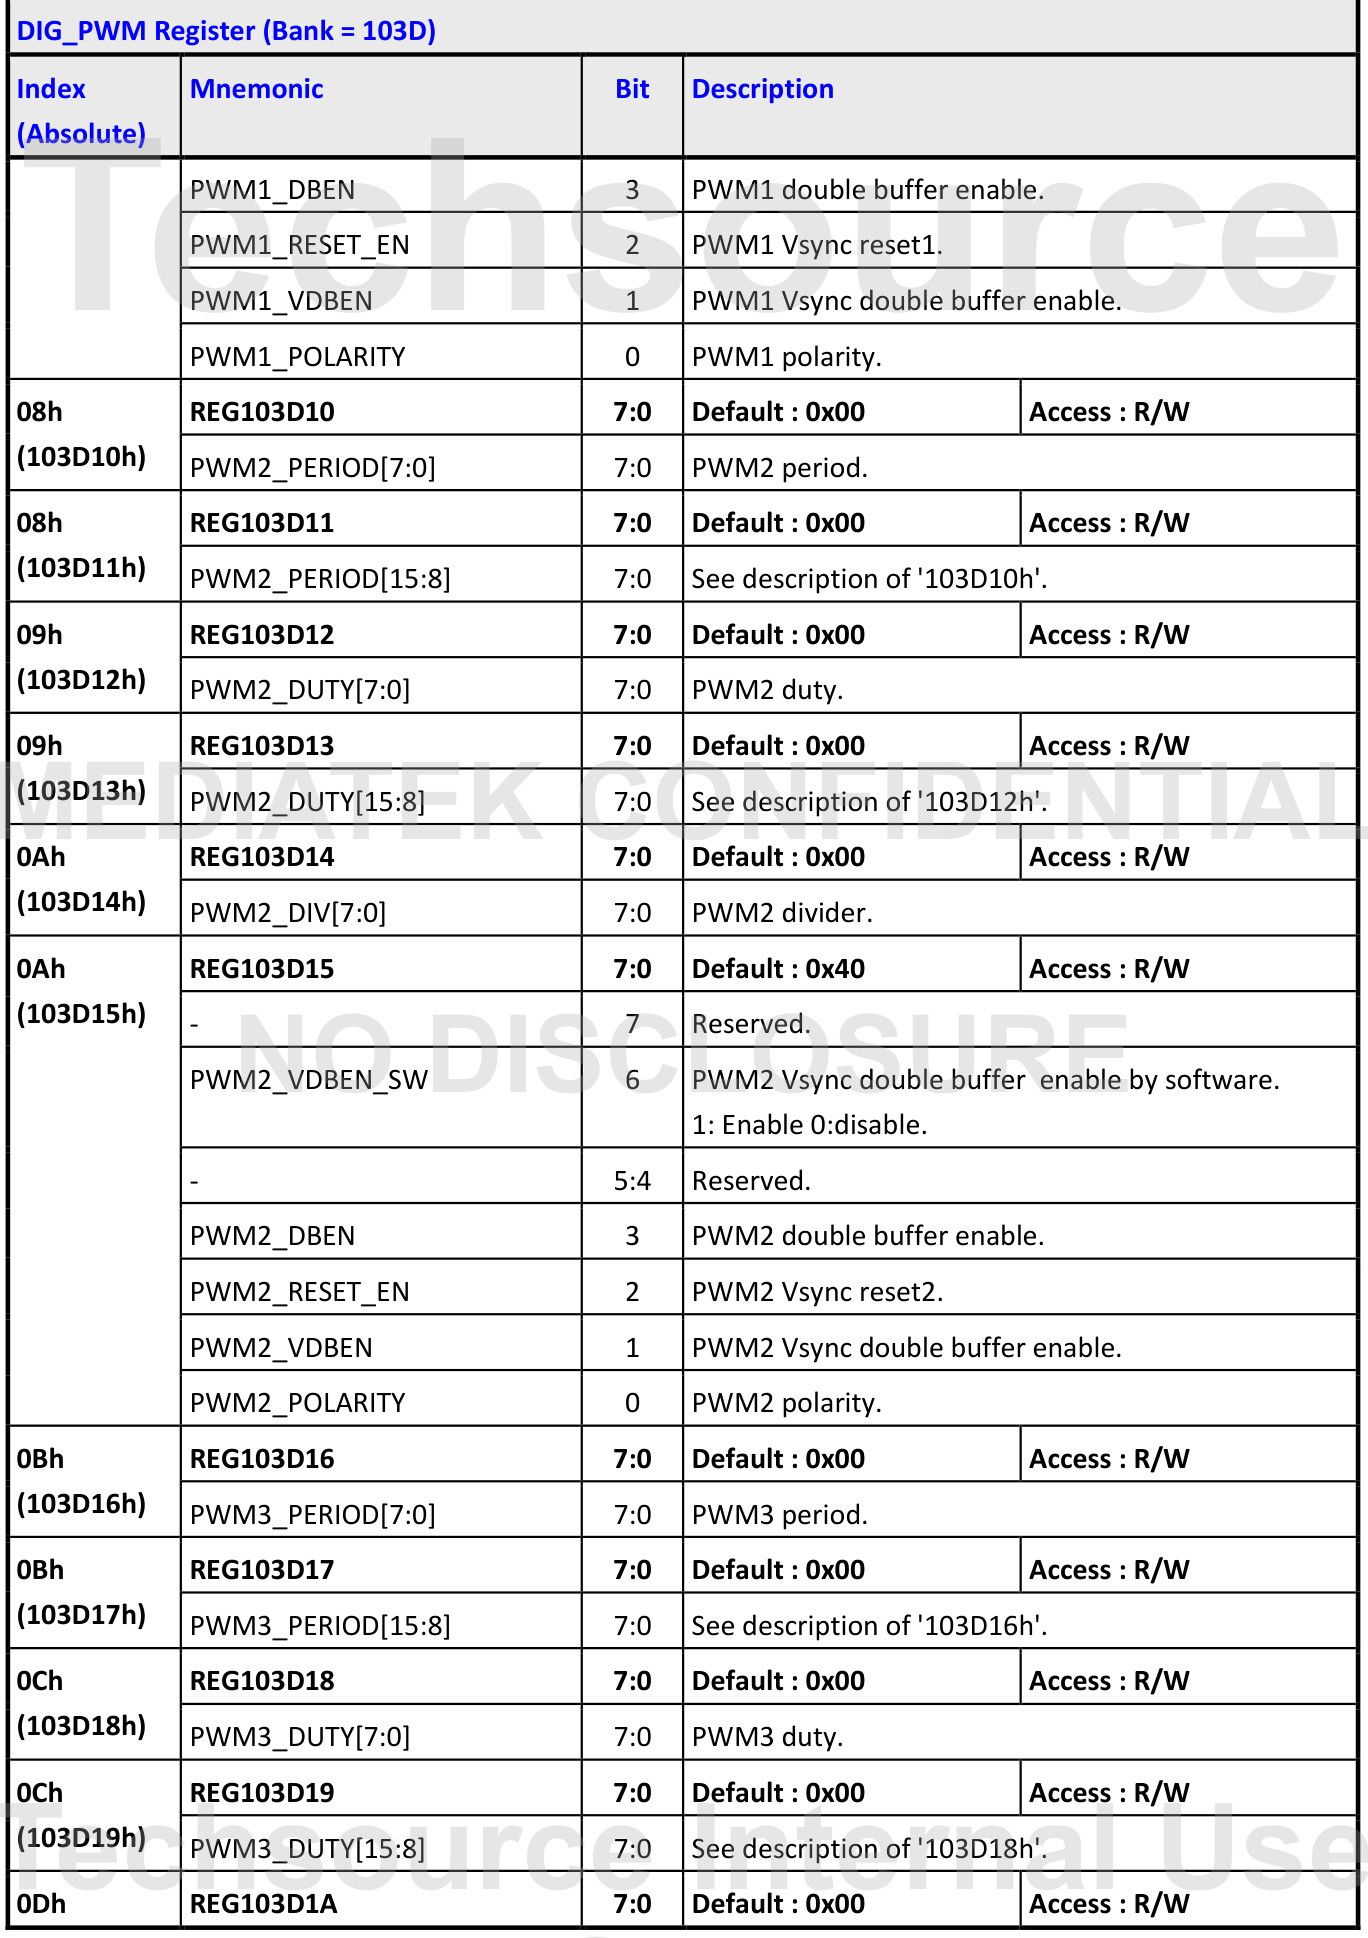 DIG_PWM Register (Bank = 103D)
Index Mnemonic Bit Description
(Absolute)
PWM1_DBEN 3 PWM1 double buffer enable.
PWM1_RESET_EN 2 PWM1 Vsync reset1.
PWM1_VDBEN 1 PWM1 Vsync double buffer enable.
PWM1_POLARITY 0 PWM1 polarity.
Techsource
08h REG103D10 7:0 Default : 0x00 Access : R/W
(103D10h) PWM2_PERIOD[7:0] 7:0 PWM2 period.
08h REG103D11 7:0 Default : 0x00 Access : R/W
(103D11h) PWM2_PERIOD[15:8] 7:0 See description of '103D10h'.
09h REG103D12 7:0 Default : 0x00 Access : R/W
(103D12h) PWM2_DUTY[7:0] 7:0 PWM2 duty.
09h REG103D13 7:0 Default : 0x00 Access : R/W
(103D13h) PWM2_DUTY[15:8] 7:0 See description of '103D12h'.
MEDIATEK CONFIDENTIAL
0Ah REG103D14 7:0 Default : 0x00 Access : R/W
(103D14h) PWM2_DIV[7:0] 7:0 PWM2 divider.
0Ah REG103D15 7:0 Default : 0x40 Access : R/W
(103D15h) - 7 Reserved.
NO DISCLOSURE
PWM2_VDBEN_SW 6 PWM2 Vsync double buffer enable by software.
1: Enable 0:disable.
- 5:4 Reserved.
PWM2_DBEN 3 PWM2 double buffer enable.
PWM2_RESET_EN 2 PWM2 Vsync reset2.
PWM2_VDBEN 1 PWM2 Vsync double buffer enable.
PWM2_POLARITY 0 PWM2 polarity.
0Bh REG103D16 7:0 Default : 0x00 Access : R/W
(103D16h) PWM3_PERIOD[7:0] 7:0 PWM3 period.
0Bh REG103D17 7:0 Default : 0x00 Access : R/W
(103D17h) PWM3_PERIOD[15:8] 7:0 See description of '103D16h'.
0Ch REG103D18 7:0 Default : 0x00 Access : R/W
(103D18h) PWM3_DUTY[7:0] 7:0 PWM3 duty.
0Ch REG103D19 7:0 Default : 0x00 Access : R/W
(103D19h) PWM3_DUTY[15:8] 7:0 See description of '103D18h'.
Techsource Internal Use
0Dh REG103D1A 7:0 Default : 0x00 Access : R/W